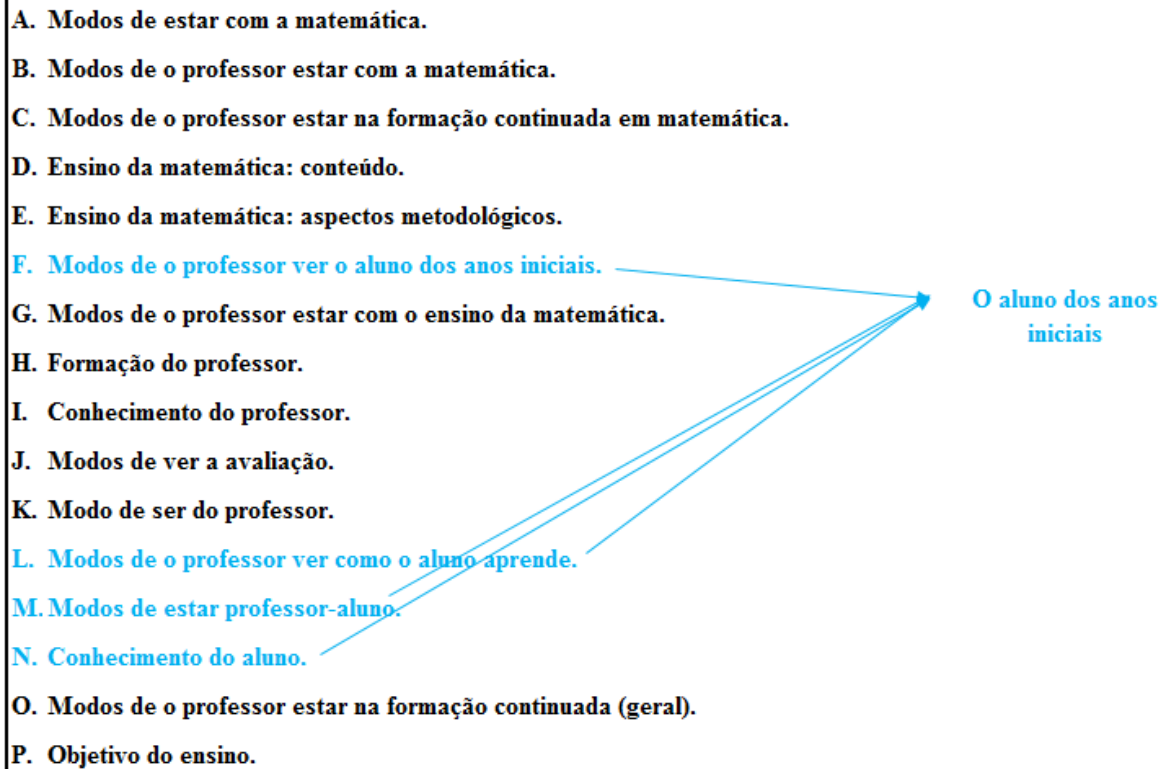 A. Modos de estar com a matemática.
B. Modos de o professor estar com a matemática.
C. Modos de o professor estar na formação continuada em matemática.
D. Ensino da matemática: conteúdo.
E. Ensino da matemática: aspectos metodológicos.
F. Modos de o professor ver o aluno dos anos iniciais.
G. Modos de o professor estar com o ensino da matemática.
H. Formação do professor.
I. Conhecimento do professor.
J. Modos de ver a avaliação.
K. Modo de ser do professor.
L. Modos de o professor ver como o aluno aprende.
M. Modos de estar professor-aluno.
N. Conhecimento do aluno.
O. Modos de o professor estar na formação continuada (geral).
P. Objetivo do ensino.
O aluno dos anos
iniciais